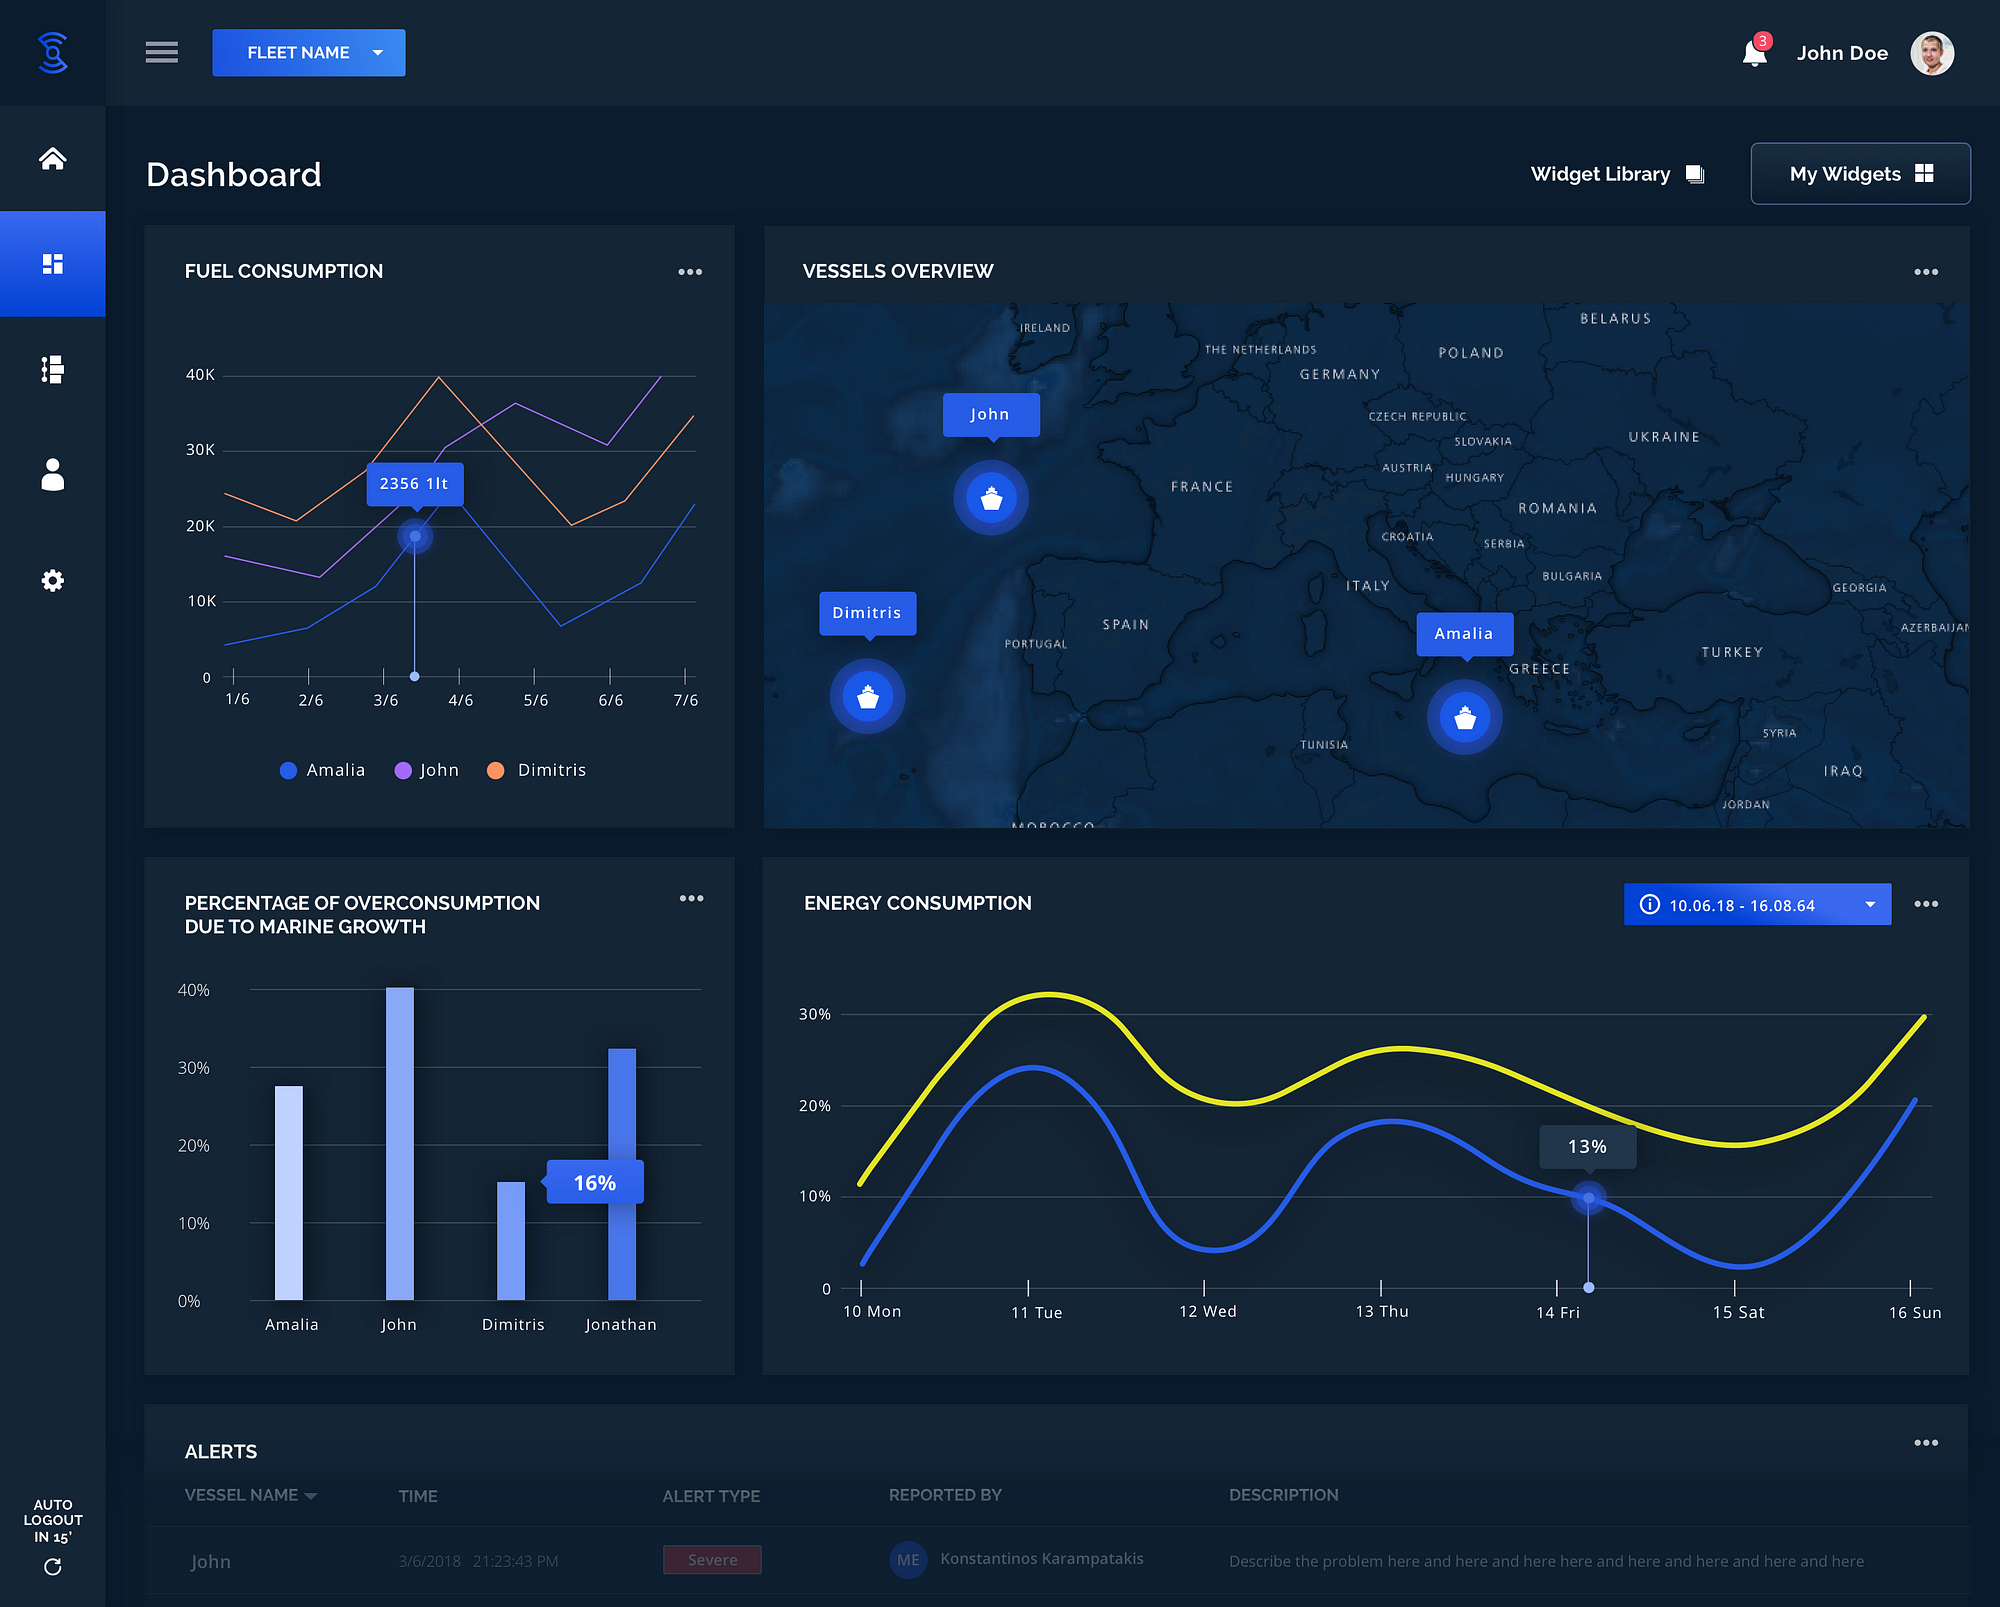 FLEET NAME
3
John Doe
Dashboard
Widget Library
My Widgets
FUEL CONSUMPTION
40K
30K
20K
10K
0
2356 1lt
1/6 2/6 3/6 4/6 5/6 6/6 7/6
Amalia John Dimitris
VESSELS OVERVIEW
IRELAND
BELARUS
THE NETHERLANDS
POLAND
GERMANY
John
CZECH REPUBLIC
SLOVAKIA
UKRAINE
AUSTRIA
HUNGARY
FRANCE
ROMANIA
CROATIA
SERBIA
BULGARIA
ITALY
GEORGIA
Dimitris
SPAIN
AZERBAIJAN
Amalia
PORTUGAL
TURKEY
GREECE
SYRIA
TUNISIA
IRAQ
JORDAN
MOROCCO
PERCENTAGE OF OVERCONSUMPTION
DUE TO MARINE GROWTH
40%
30%
20%
10%
0%
16%
Amalia John Dimitris Jonathan
ENERGY CONSUMPTION
10.06.18 - 16.08.64
30%
20%
10%
0
13%
10 Mon 11 Tue 12 Wed 13 Thu 14 Fri 15 Sat 16 Sun
ALERTS
VESSEL NAME TIME ALERT TYPE REPORTED BY DESCRIPTION
John 3/6/2018 21:23:43 PM Severe ME Konstantinos Karampatakis Describe the problem here and here and here here and here and here and here and here
AUTO
LOGOUT
IN 15'